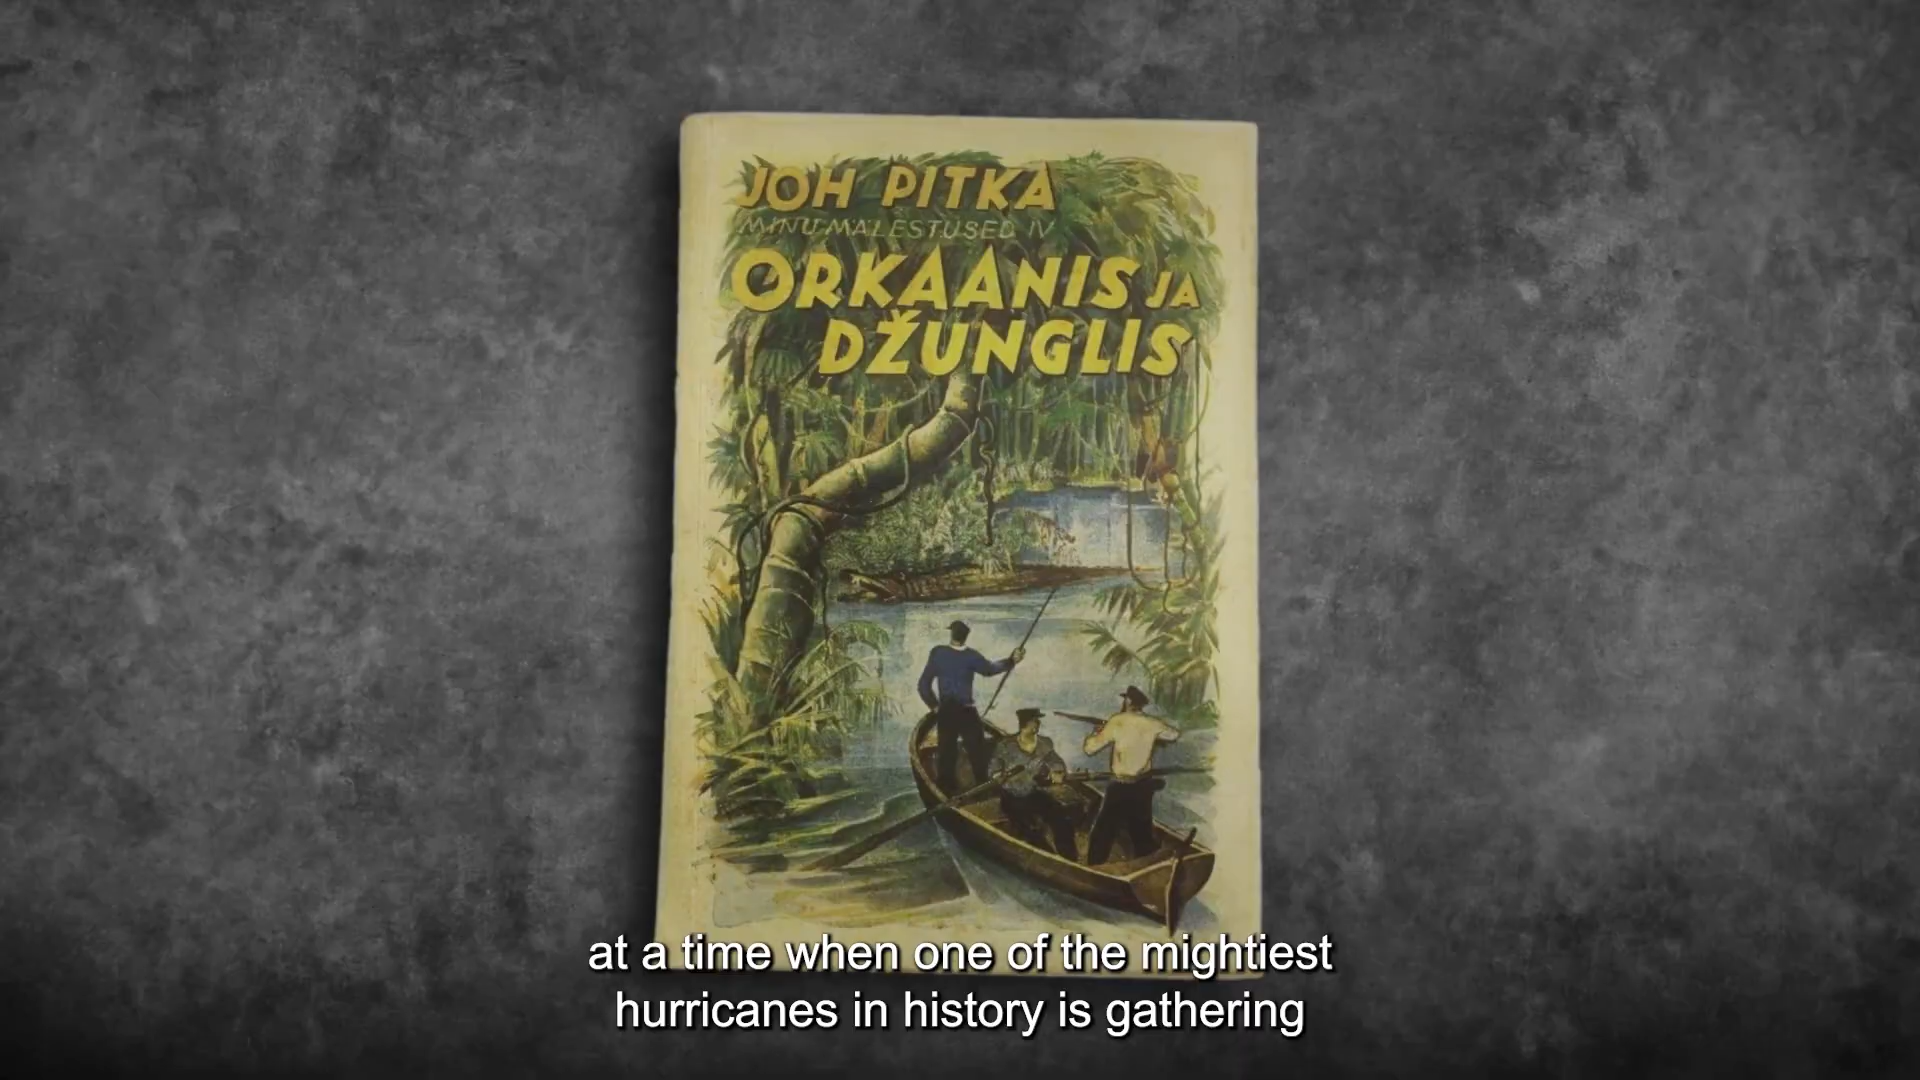 JOH PITKA
MINU MÄLESTUSED IV
ORKAANIS JA
DŽUNGLIS
at a time when one of the mightiest
hurricanes in history is gathering